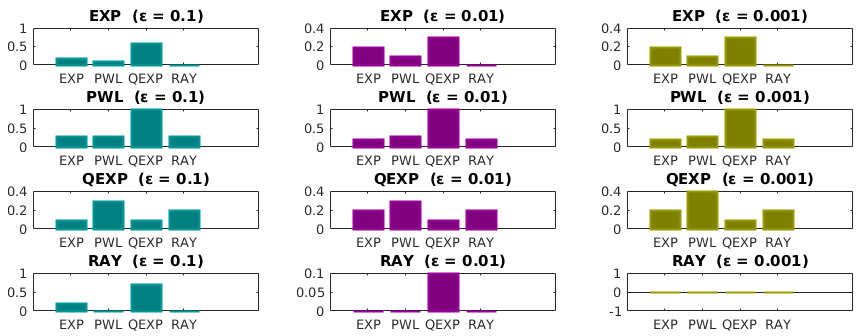 EXP (ε = 0.1)
1
0.5
0
EXP PWL QEXP RAY
EXP (ε = 0.01)
0.4
0.2
0
EXP PWL QEXP RAY
EXP (ε = 0.001)
0.4
0.2
0
EXP PWL QEXP RAY
PWL (ε = 0.1)
1
0.5
0
EXP PWL QEXP RAY
PWL (ε = 0.01)
1
0.5
0
EXP PWL QEXP RAY
PWL (ε = 0.001)
1
0.5
0
EXP PWL QEXP RAY
QEXP (ε = 0.1)
0.4
0.2
0
EXP PWL QEXP RAY
QEXP (ε = 0.01)
0.4
0.2
0
EXP PWL QEXP RAY
QEXP (ε = 0.001)
0.4
0.2
0
EXP PWL QEXP RAY
RAY (ε = 0.1)
1
0.5
0
EXP PWL QEXP RAY
RAY (ε = 0.01)
0.1
0.05
0
EXP PWL QEXP RAY
RAY (ε = 0.001)
1
0
-1
EXP PWL QEXP RAY